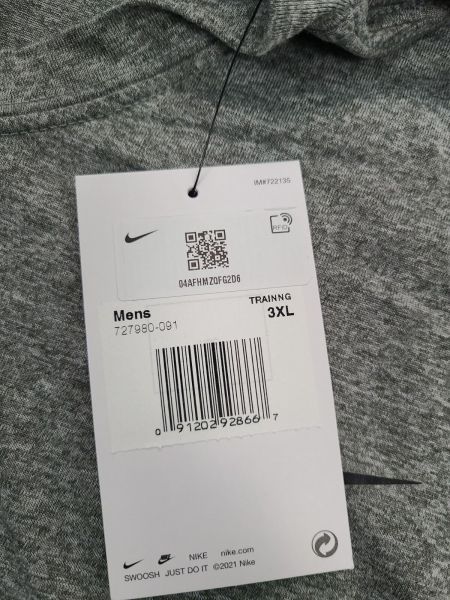 IM#722135
RFID
04AFHMZ0FG2D6
Mens
TRAINNG
727980-091
3XL
0 91202 92866 7
NIKE nike.com
SWOOSH JUST DO IT ©2021 Nike